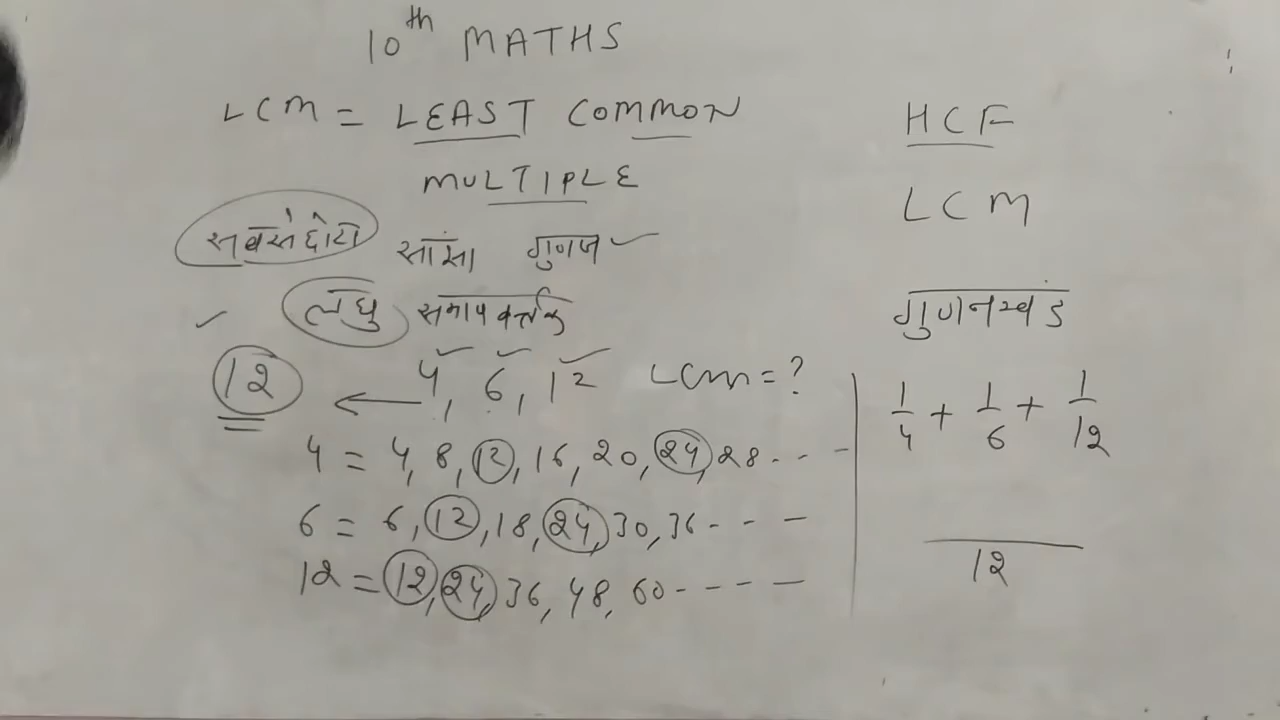 10th MATHS
LCM = LEAST COMMON
MULTIPLE
सबसे छोटा सांझा गुणज
लघु समापवर्त्तक
12 ← 4, 6, 12 LCM = ?
4 = 4, 8, 12, 16, 20, 24, 28 - - -
6 = 6, 12, 18, 24, 30, 36 - - -
12 = 12, 24, 36, 48, 60 - - - -
HCF
LCM
गुणनखंड
1/4 + 1/6 + 1/12
12